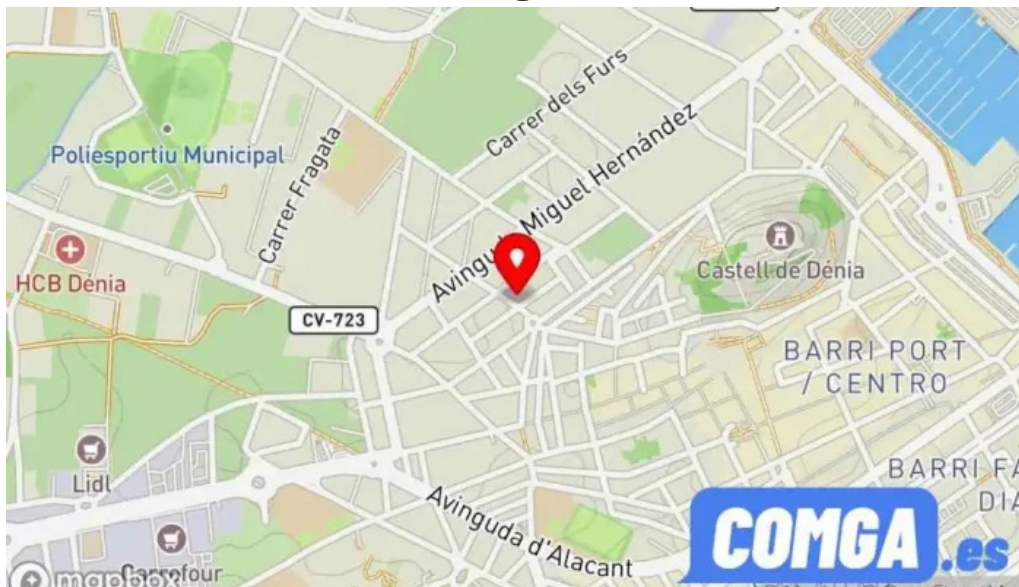 Carrer dels Furs
Poliesportiu Municipal
Carrer Fragata
Miguel Hernández
HCB Dénia
Castell de Dénia
CV-723
BARRI PORT
/ CENTRO
Lidl
BARRI FA
DIA
Avinguda d'Alacant
COMGA.es
Carrefour
mapbox